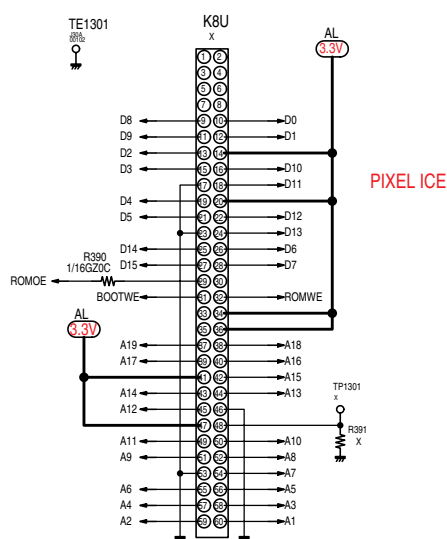 TE1301
J30A
00102
K8U
X
AL
3.3V
1 2
3 4
5 6
7 8
D8 9 10 D0
D9 11 12 D1
D2 13 14
D3 15 16 D10
17 18 D11
PIXEL ICE
D4 19 20
D5 21 22 D12
23 24 D13
D14 25 26 D6
R390
1/16GZ0C
D15 27 28 D7
ROMOE 29 30
BOOTWE 31 32 ROMWE
AL
3.3V
33 34
35 36
A19 37 38 A18
A17 39 40 A16
41 42 A15
A14 43 44 A13
TP1301
X
A12 45 46
47 48
R391
X
A11 49 50 A10
A9 51 52 A8
53 54 A7
A6 55 56 A5
A4 57 58 A3
A2 59 60 A1